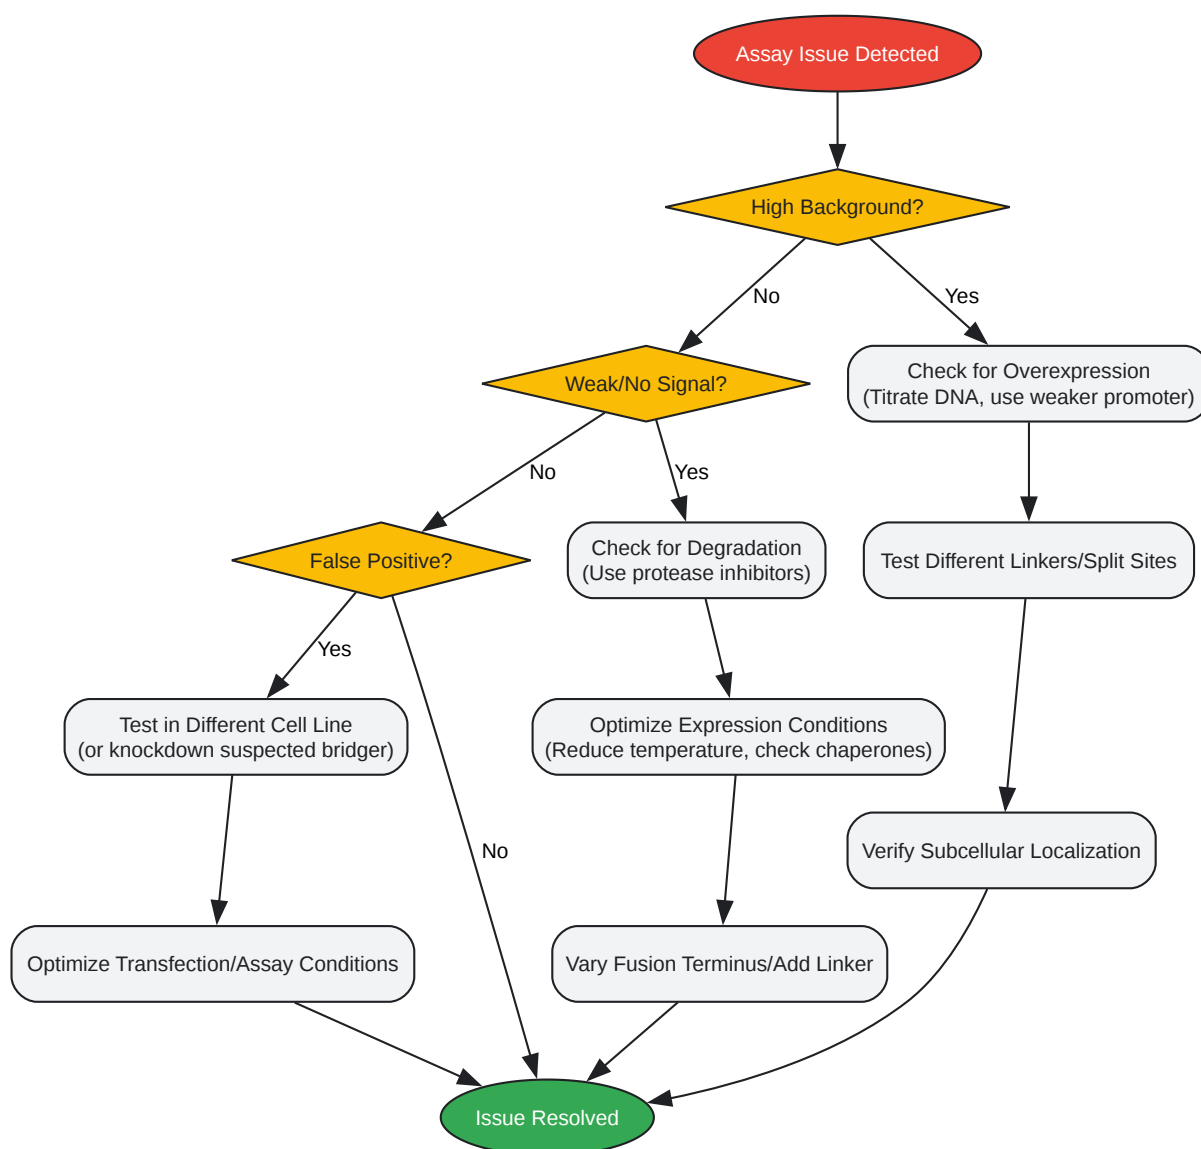 Assay Issue Detected
High Background?
No
Yes
Weak/No Signal?
Check for Overexpression
(Titrate DNA, use weaker promoter)
No
Yes
False Positive?
Check for Degradation
(Use protease inhibitors)
Test Different Linkers/Split Sites
Yes
Test in Different Cell Line
(or knockdown suspected bridger)
Optimize Expression Conditions
(Reduce temperature, check chaperones)
No
Verify Subcellular Localization
Optimize Transfection/Assay Conditions
Vary Fusion Terminus/Add Linker
Issue Resolved